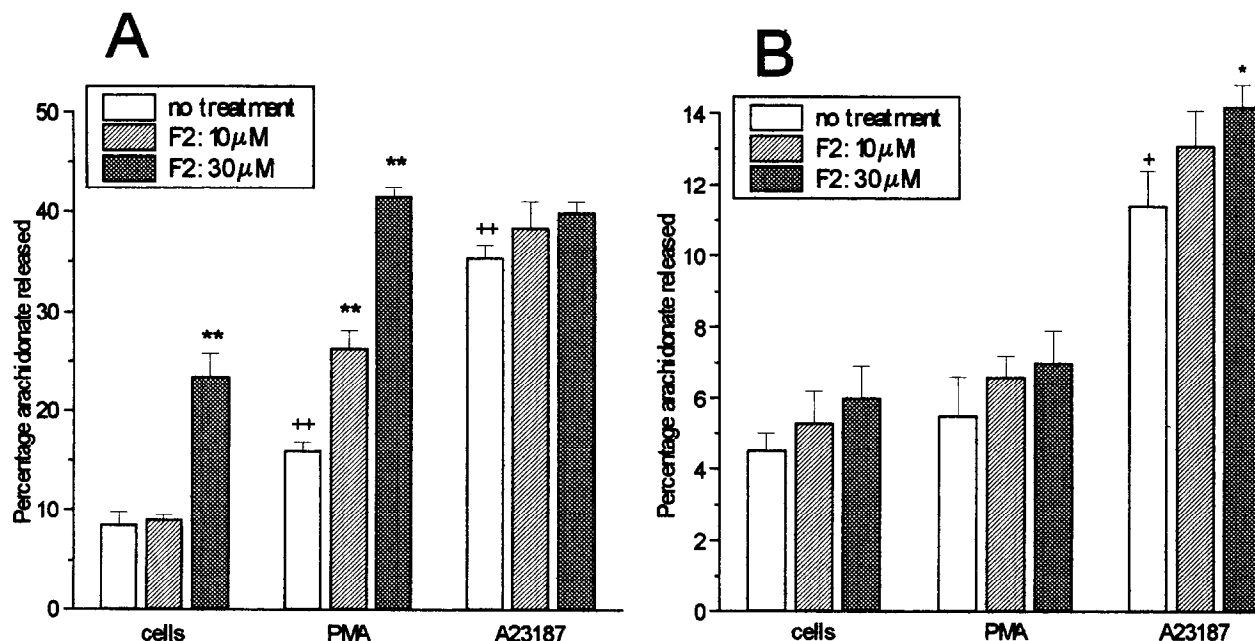 A
no treatment
F2: 10μM
F2: 30μM
Percentage arachidonate released
50
40
30
20
10
0
**
++
**
**
++
cells PMA A23187
B
no treatment
F2: 10μM
F2: 30μM
Percentage arachidonate released
14
12
10
8
6
4
2
0
*
+
cells PMA A23187